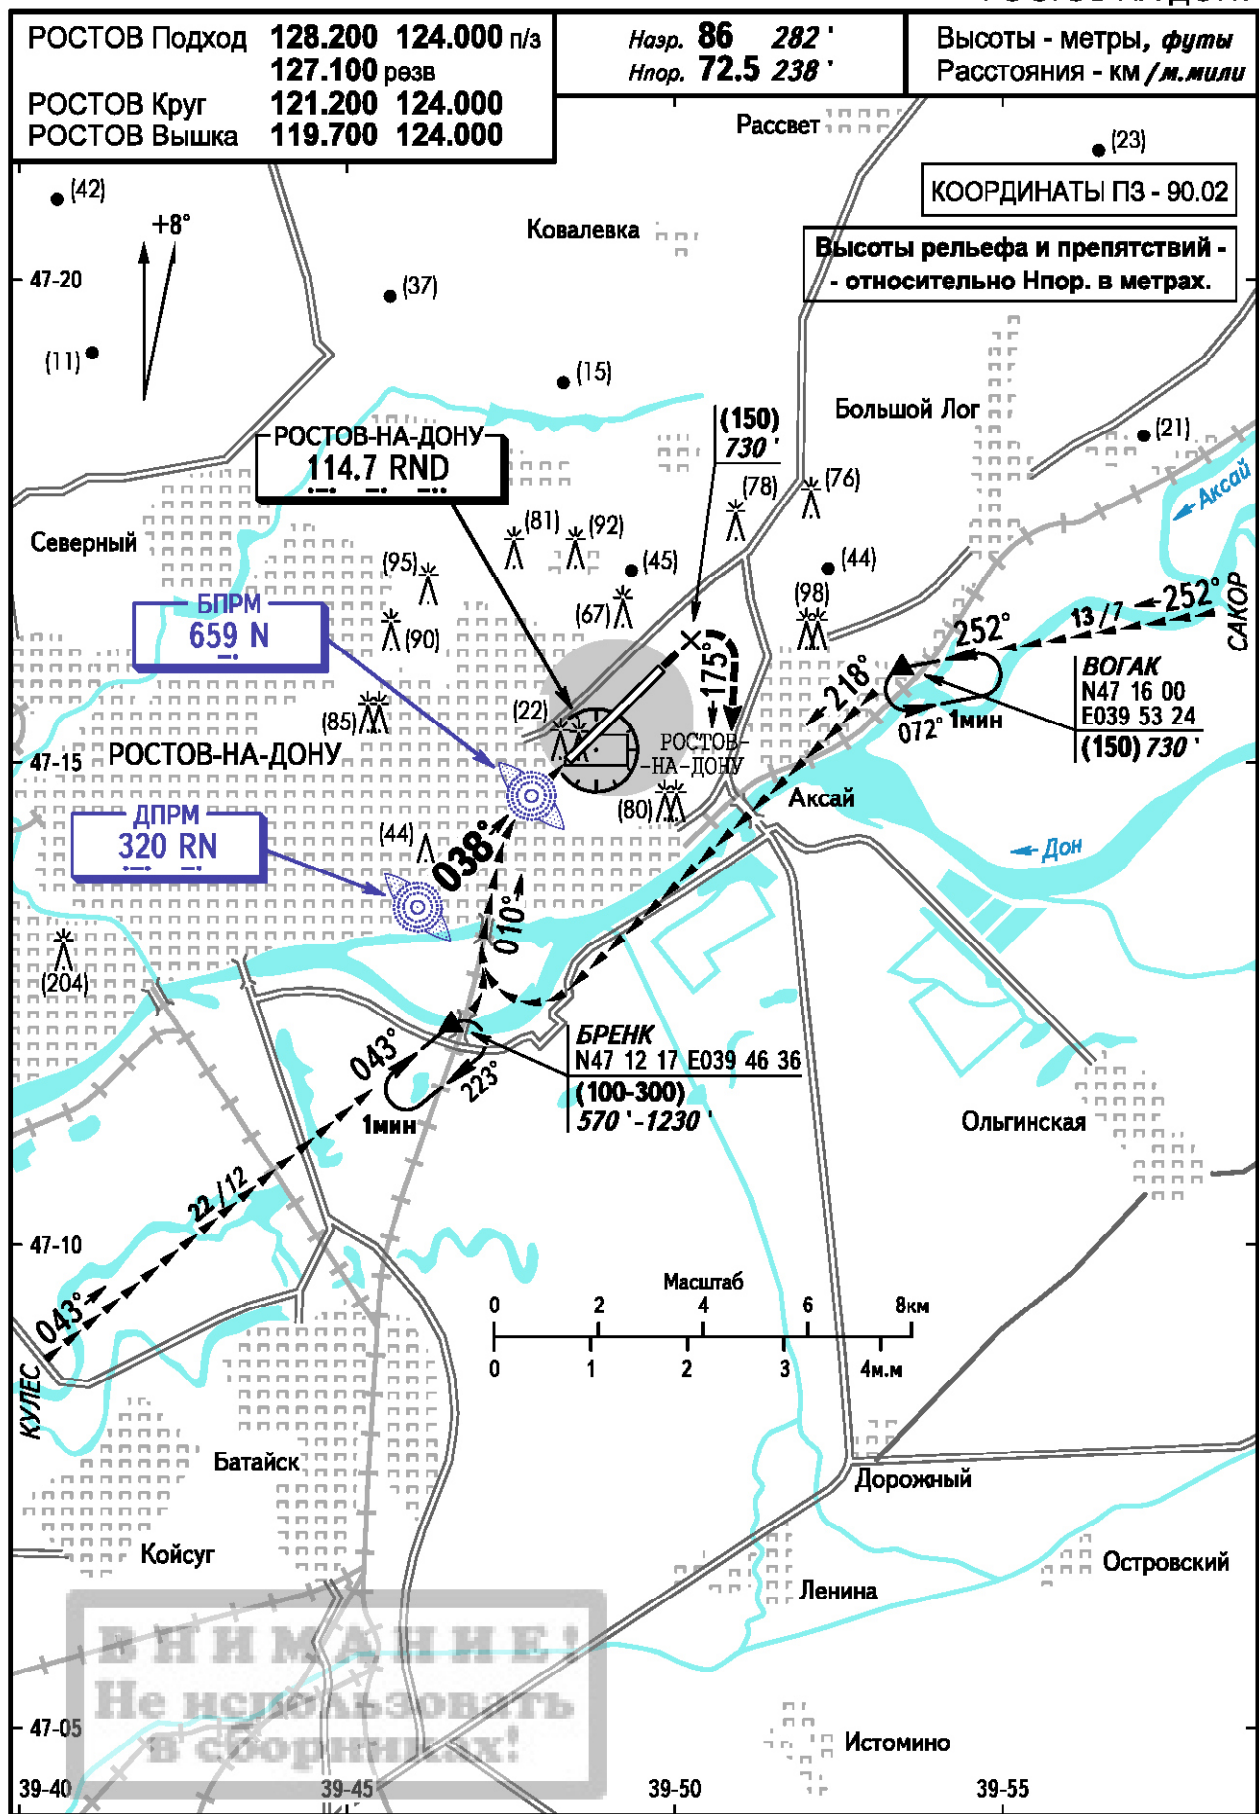 РОСТОВ Подход 128.200 124.000 п/з
127.100 резв
РОСТОВ Круг 121.200 124.000
РОСТОВ Вышка 119.700 124.000
Наэр. 86 282 '
Нпор. 72.5 238 '
Высоты - метры, футы
Расстояния - км / м.мили
Рассвет
(23)
(42)
КООРДИНАТЫ ПЗ - 90.02
+8°
Ковалевка
Высоты рельефа и препятствий -
- относительно Нпор. в метрах.
47-20
(37)
(11)
(15)
Большой Лог
(150)
730 '
РОСТОВ-НА-ДОНУ
114.7 RND
(21)
Аксай
(78)
(76)
Северный
(81)
(92)
(95)
(45)
(44)
(67)
(98)
БПРМ
659 N
(90)
252°
13 / 7
252°
САКОР
175°
218°
ВОГАК
N47 16 00
E039 53 24
(150) 730 '
072°
1мин
(85)
(22)
РОСТОВ-
-НА-ДОНУ
РОСТОВ-НА-ДОНУ
47-15
(80)
Аксай
ДПРМ
320 RN
(44)
038°
Дон
010°
(204)
043°
223°
1мин
БРЕНК
N47 12 17 E039 46 36
(100-300)
570 ' -1230 '
Ольгинская
22 / 12
47-10
Масштаб
0 2 4 6 8км
0 1 2 3 4м.м
043°
КУЛЕС
Батайск
Дорожный
Койсуг
Островский
Ленина
ВНИМАНИЕ!
Не использовать
в сборниках!
47-05
Истомино
39-40 39-45 39-50 39-55